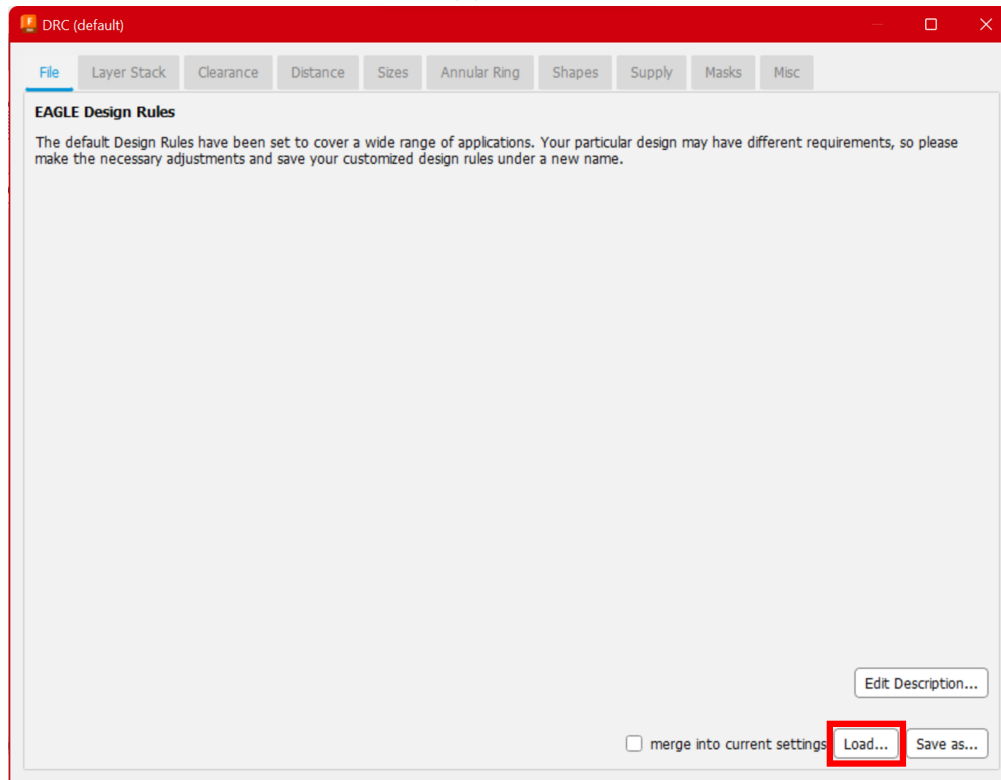 DRC (default)
File Layer Stack Clearance Distance Sizes Annular Ring Shapes Supply Masks Misc
EAGLE Design Rules
The default Design Rules have been set to cover a wide range of applications. Your particular design may have different requirements, so please
make the necessary adjustments and save your customized design rules under a new name.
Edit Description...
merge into current settings Load... Save as...